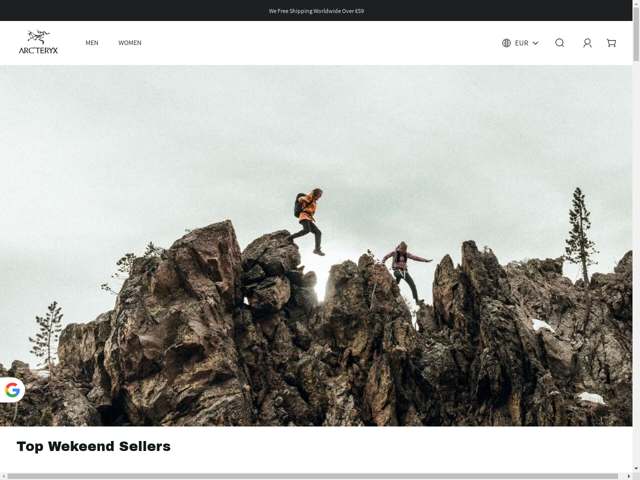 We Free Shipping Worldwide Over €59
ARC'TERYX
MEN
WOMEN
EUR
Top Wekeend Sellers